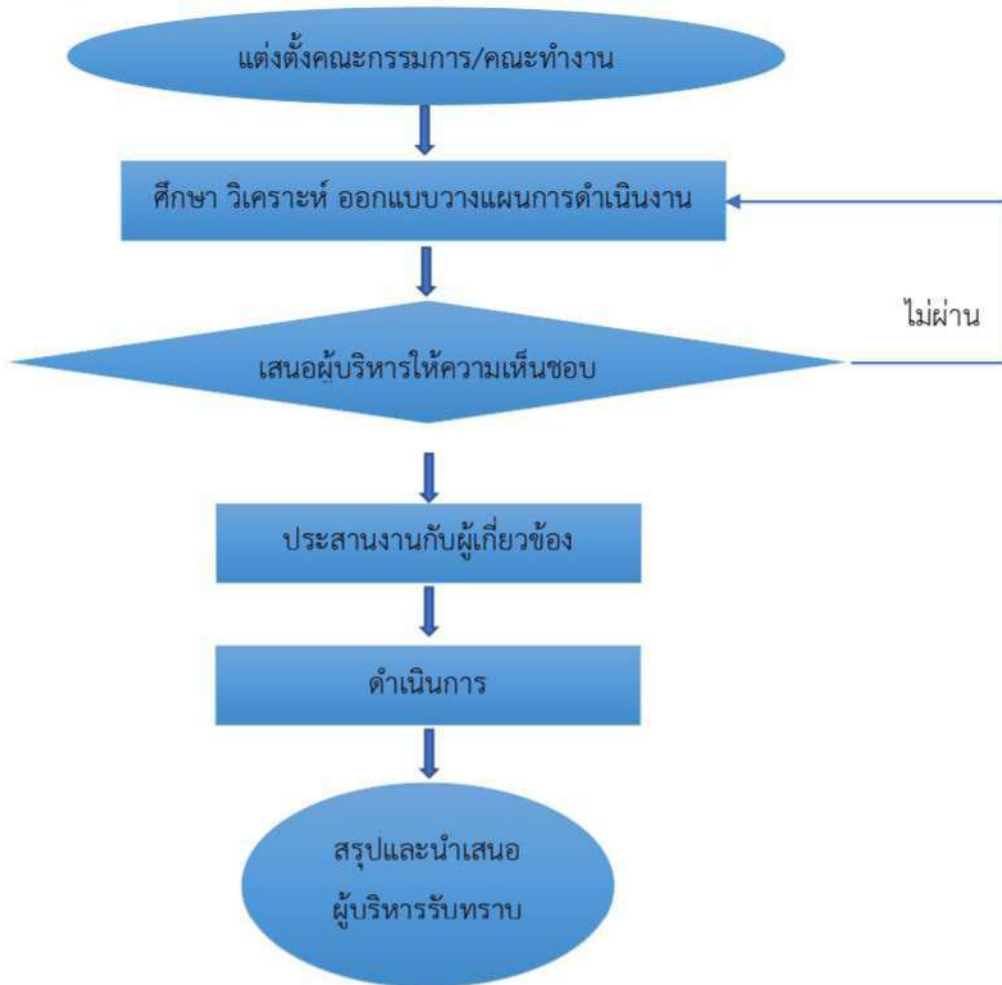 แต่งตั้งคณะกรรมการ/คณะทำงาน
ศึกษา วิเคราะห์ ออกแบบวางแผนการดำเนินงาน
ไม่ผ่าน
เสนอผู้บริหารให้ความเห็นชอบ
ประสานงานกับผู้เกี่ยวข้อง
ดำเนินการ
สรุปและนำเสนอ
ผู้บริหารรับทราบ